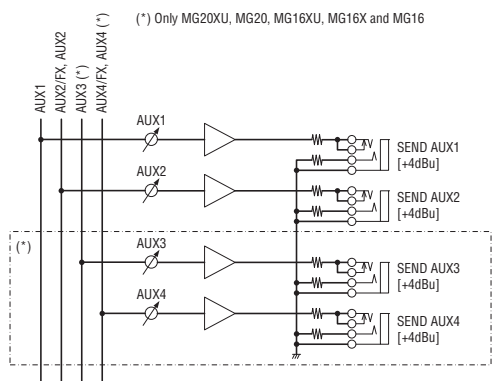 (*) Only MG20XU, MG20, MG16XU, MG16X and MG16
AUX1
AUX2/FX, AUX2
AUX3 (*)
AUX4/FX, AUX4 (*)
AUX1
SEND AUX1
[+4dBu]
AUX2
SEND AUX2
[+4dBu]
(*)
AUX3
SEND AUX3
[+4dBu]
AUX4
SEND AUX4
[+4dBu]